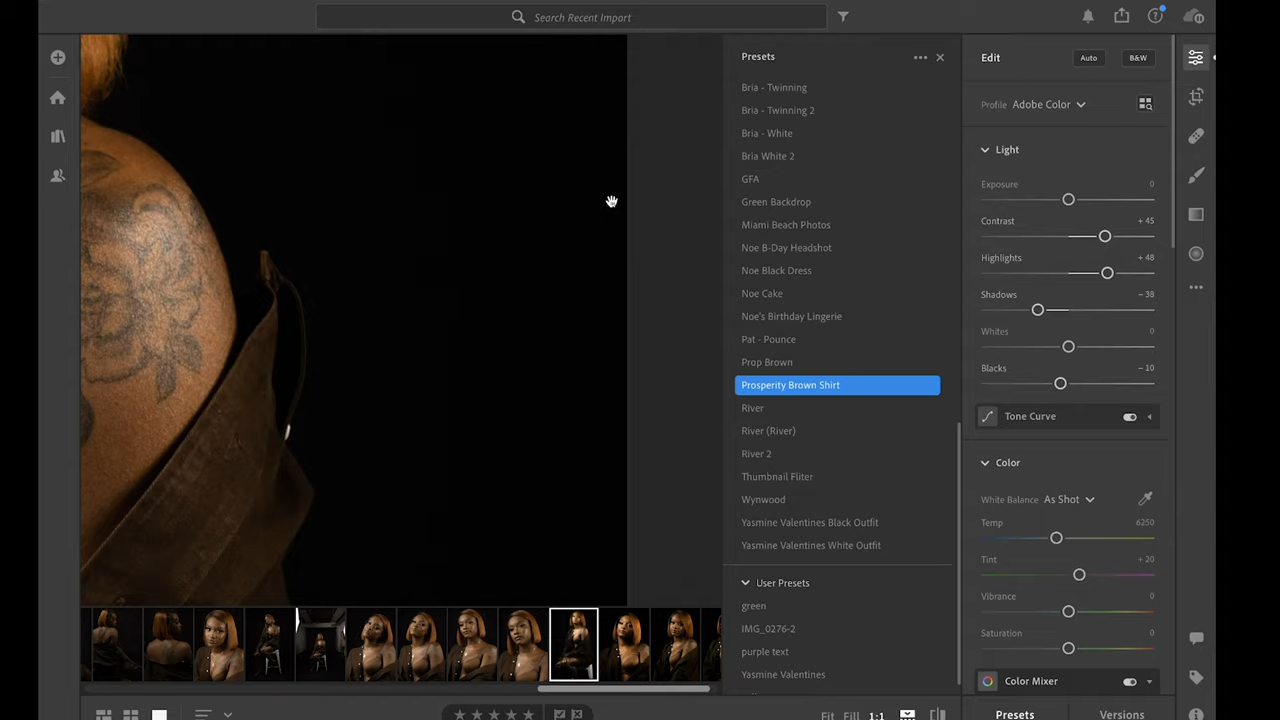 Search Recent Import
Presets
Bria - Twinning
Bria - Twinning 2
Bria - White
Bria White 2
GFA
Green Backdrop
Miami Beach Photos
Noe B-Day Headshot
Noe Black Dress
Noe Cake
Noe's Birthday Lingerie
Pat - Pounce
Prop Brown
Prosperity Brown Shirt
RIver
River (River)
River 2
Thumbnail Fliter
Wynwood
Yasmine Valentines Black Outfit
Yasmine Valentines White Outfit
User Presets
green
IMG_0276-2
purple text
Yasmine Valentines
Edit
Auto
B&W
Profile Adobe Color
Light
Exposure 0
Contrast + 45
Highlights + 48
Shadows – 38
Whites 0
Blacks – 10
Tone Curve
Color
White Balance As Shot
Temp 6250
Tint + 20
Vibrance 0
Saturation 0
Color Mixer
Fit Fill 1:1
Presets Versions